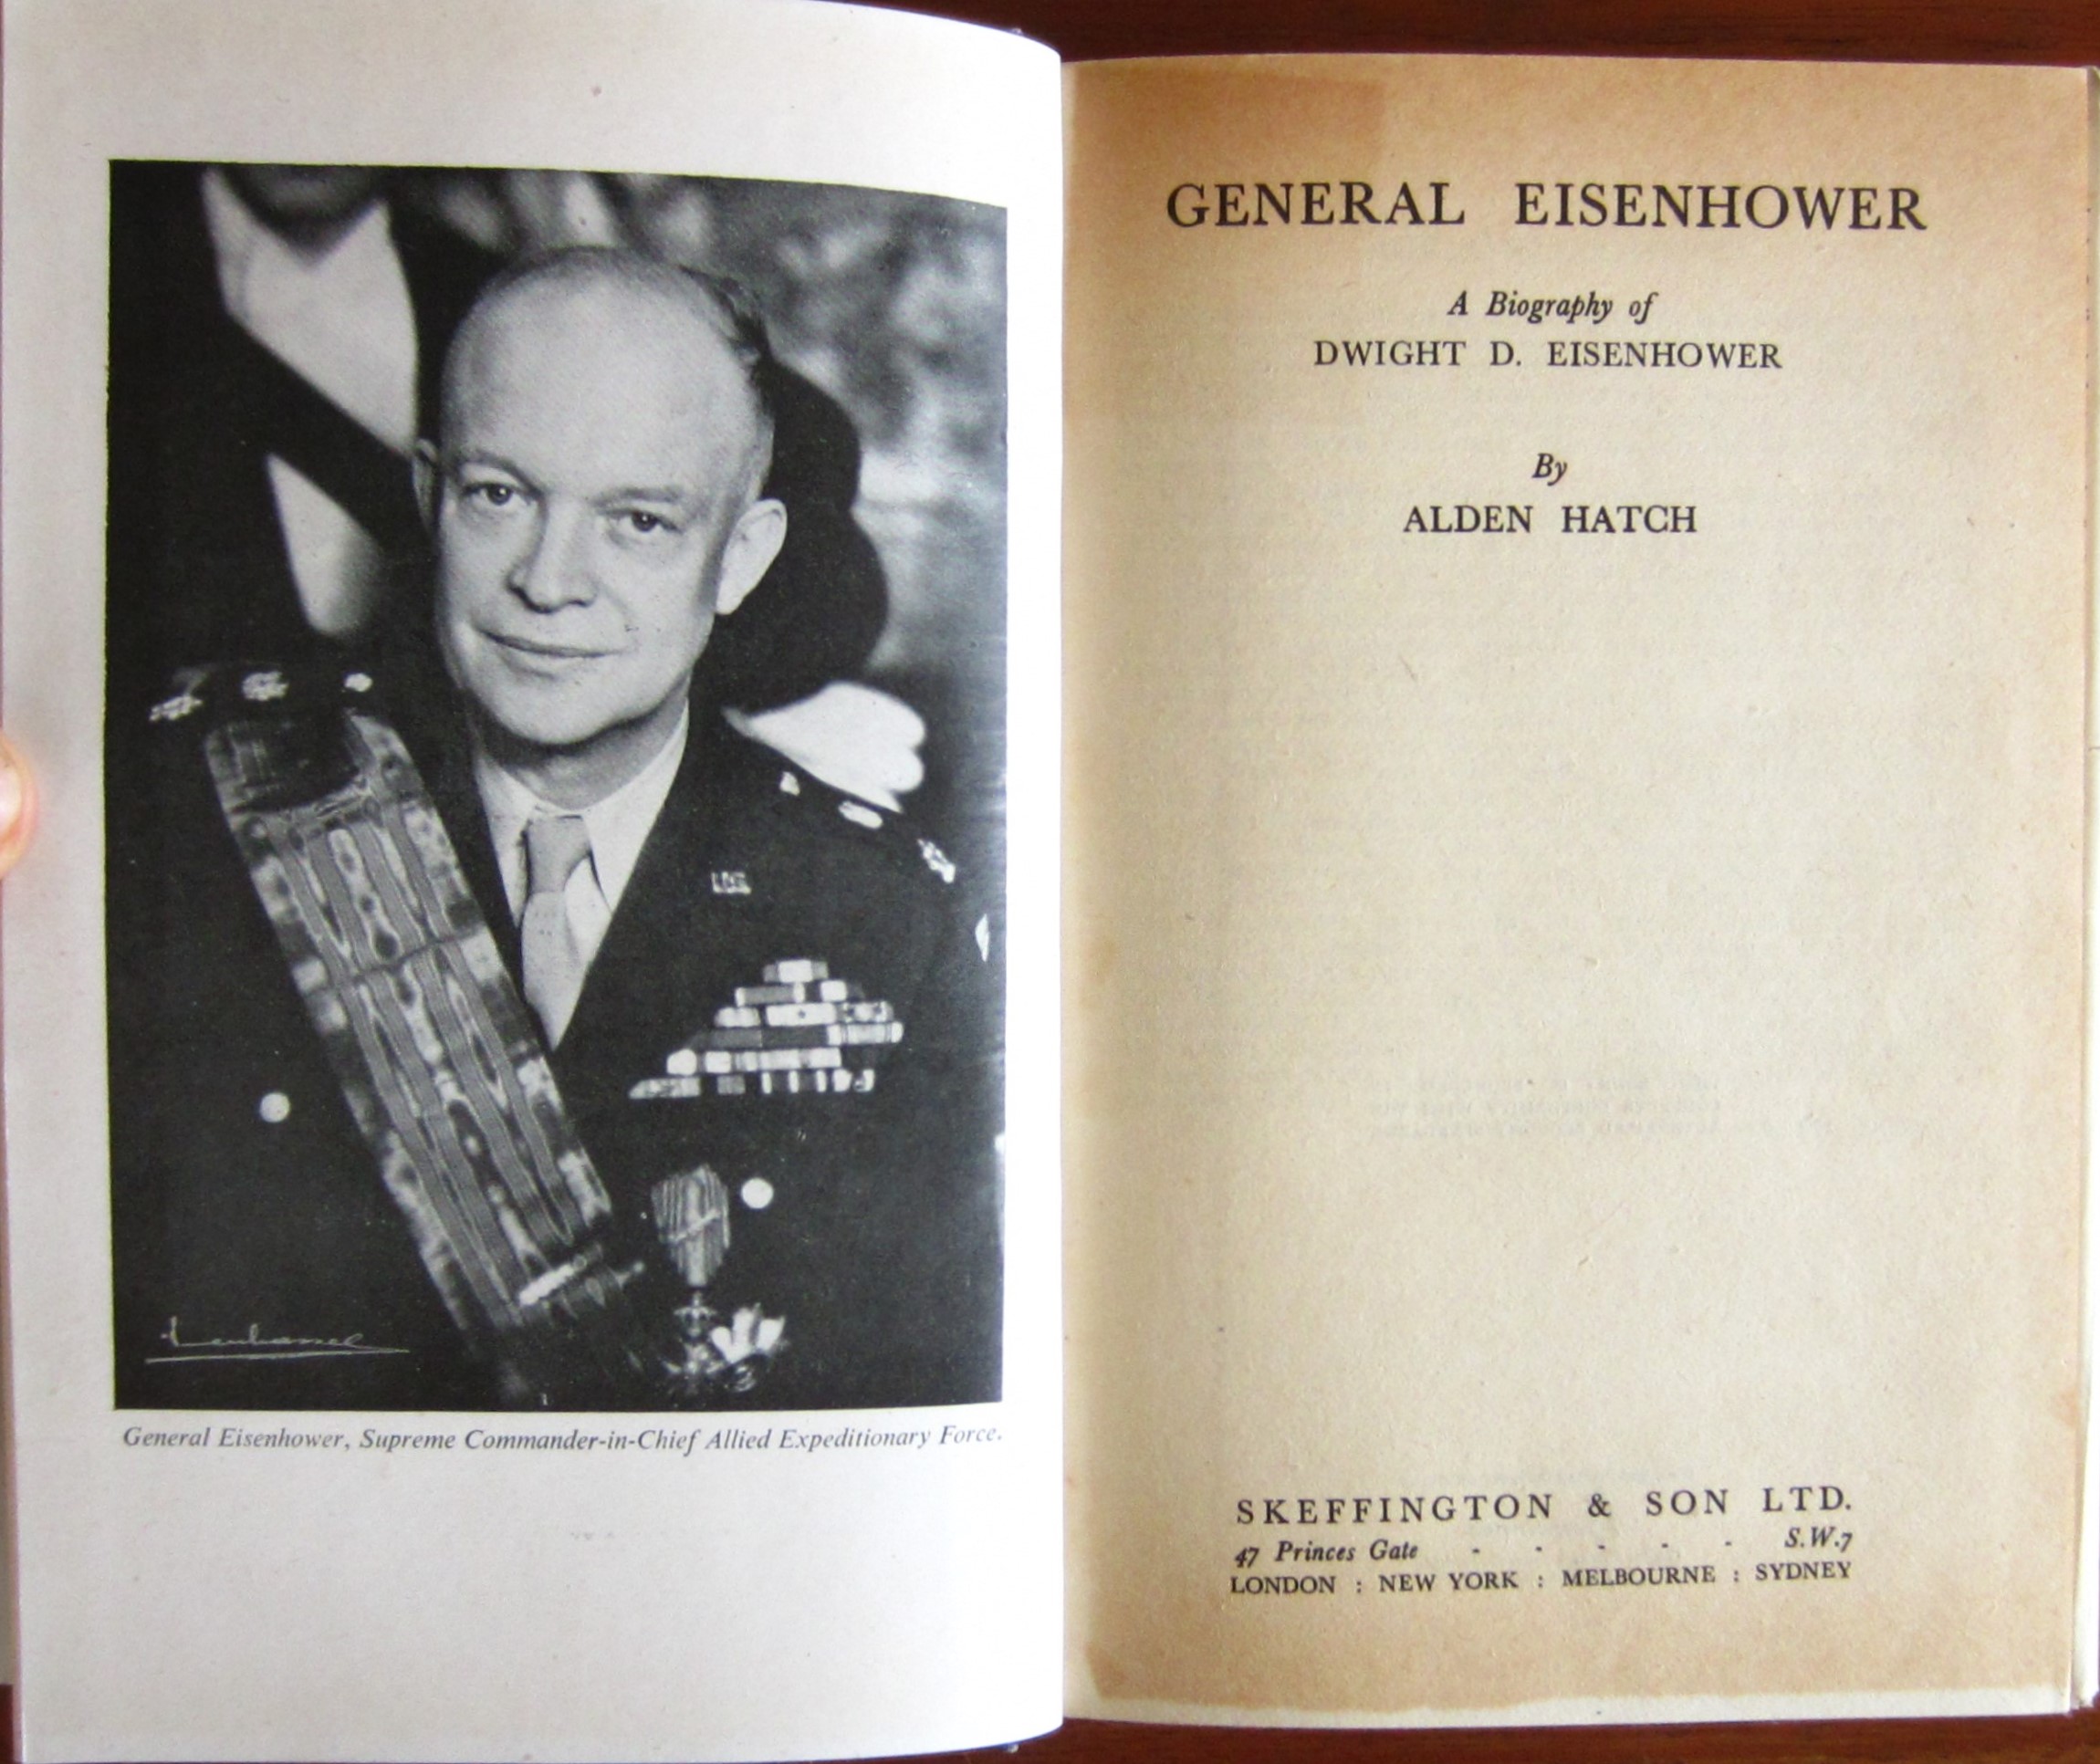 General Eisenhower, Supreme Commander-in-Chief Allied Expeditionary Force.
GENERAL EISENHOWER
A Biography of
DWIGHT D. EISENHOWER
By
ALDEN HATCH
SKEFFINGTON & SON LTD.
47 Princes Gate - - - - - S.W.7
LONDON : NEW YORK : MELBOURNE : SYDNEY